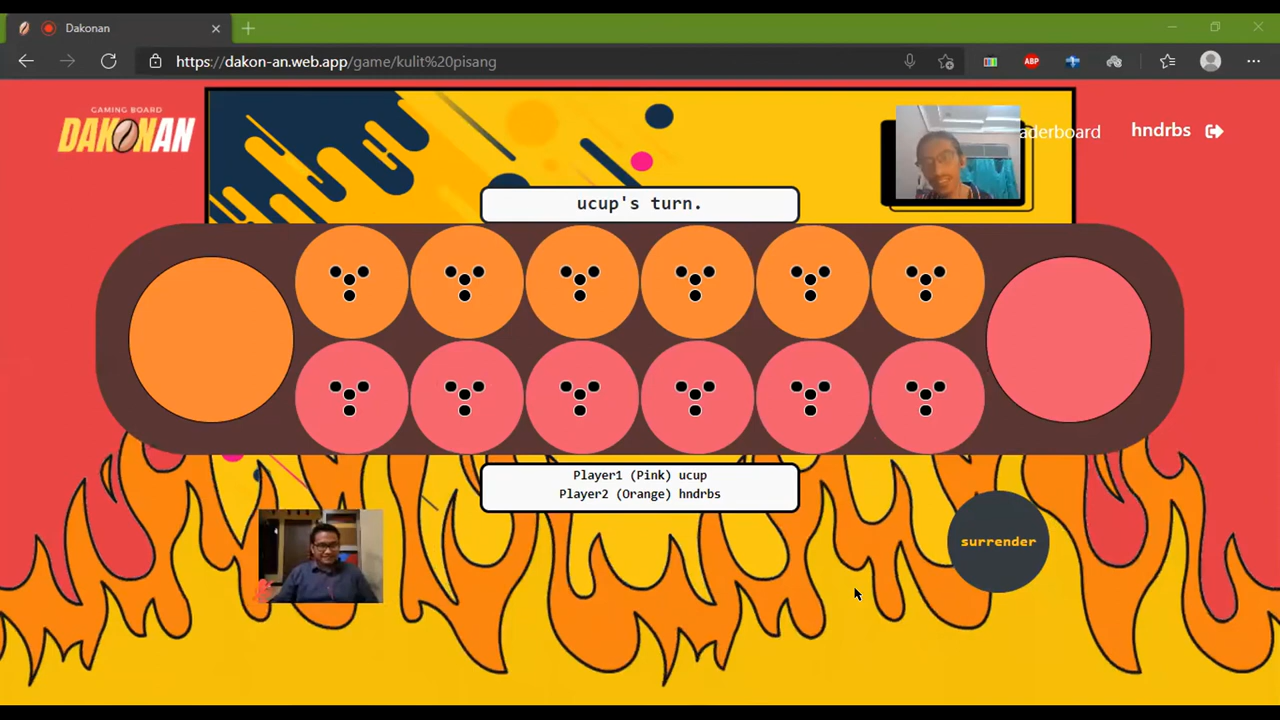 Dakonan
https://dakon-an.web.app/game/kulit%20pisang
ABP
GAMING BOARD
DAKONAN
aderboard
hndrbs
ucup's turn.
Player1 (Pink) ucup
Player2 (Orange) hndrbs
surrender